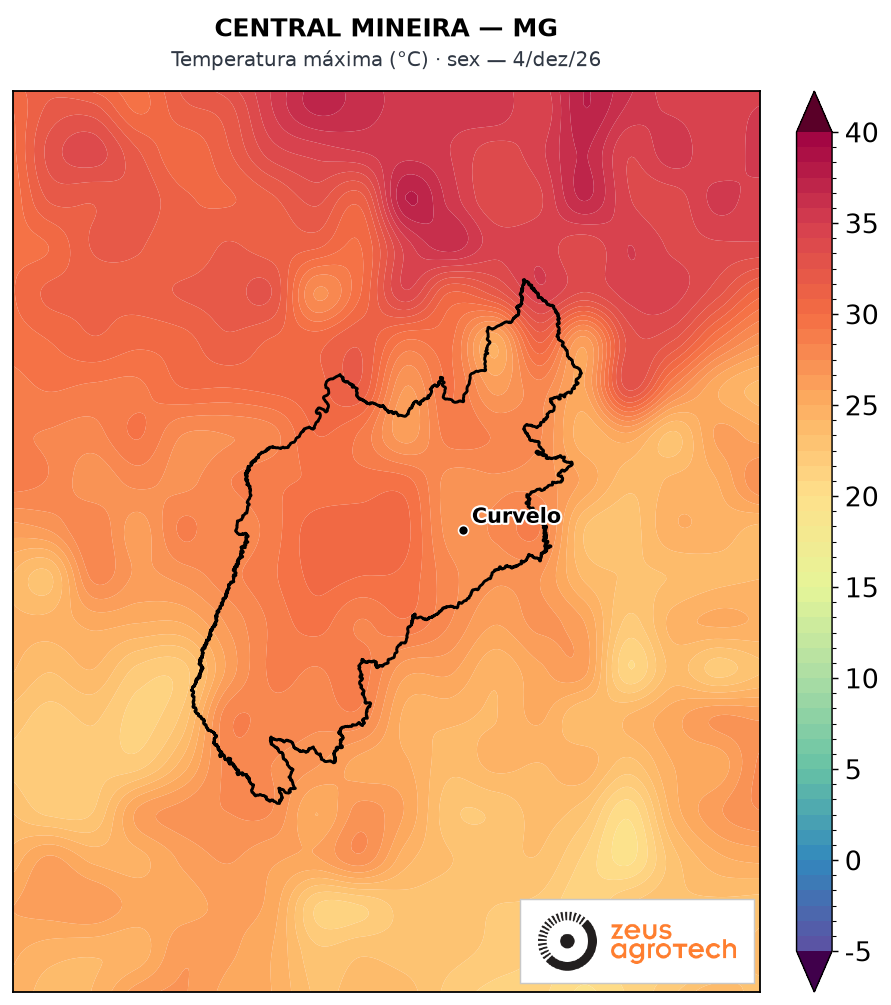 CENTRAL MINEIRA — MG
Temperatura máxima (°C) · sex — 4/dez/26
40
35
30
25
20
15
10
5
0
-5
Curvelo
zeus
agrotech